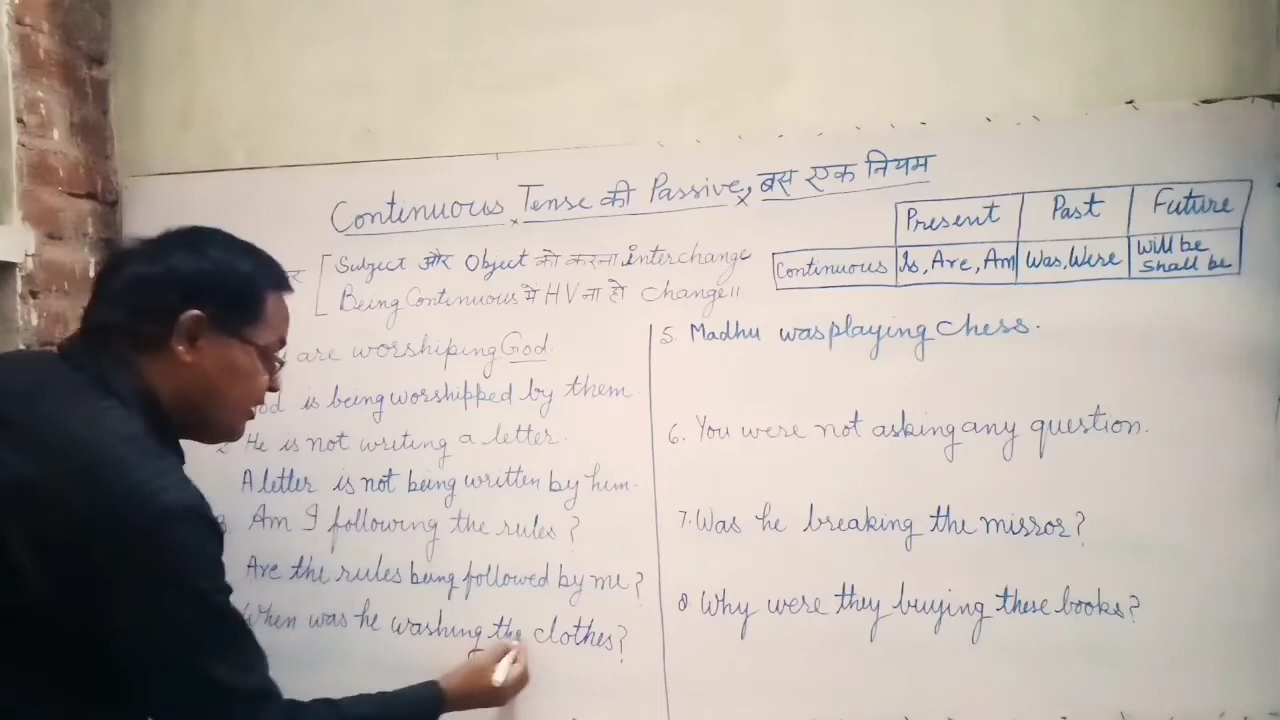 Continuous Tense की Passive, बस एक नियम
Present Past Future
Continuous Is, Are, Am Was, Were will be shall be
Subject और Object को करना interchange
Being Continuous मे HV ना हो change।।
are worshiping God.
God is being worshipped by them.
2 He is not writing a letter.
A letter is not being written by him.
3. Am I following the rules?
Are the rules being followed by me?
When was he washing the clothes?
5. Madhu was playing chess.
6. You were not asking any question.
7. Was he breaking the mirror?
8. Why were they buying these books?